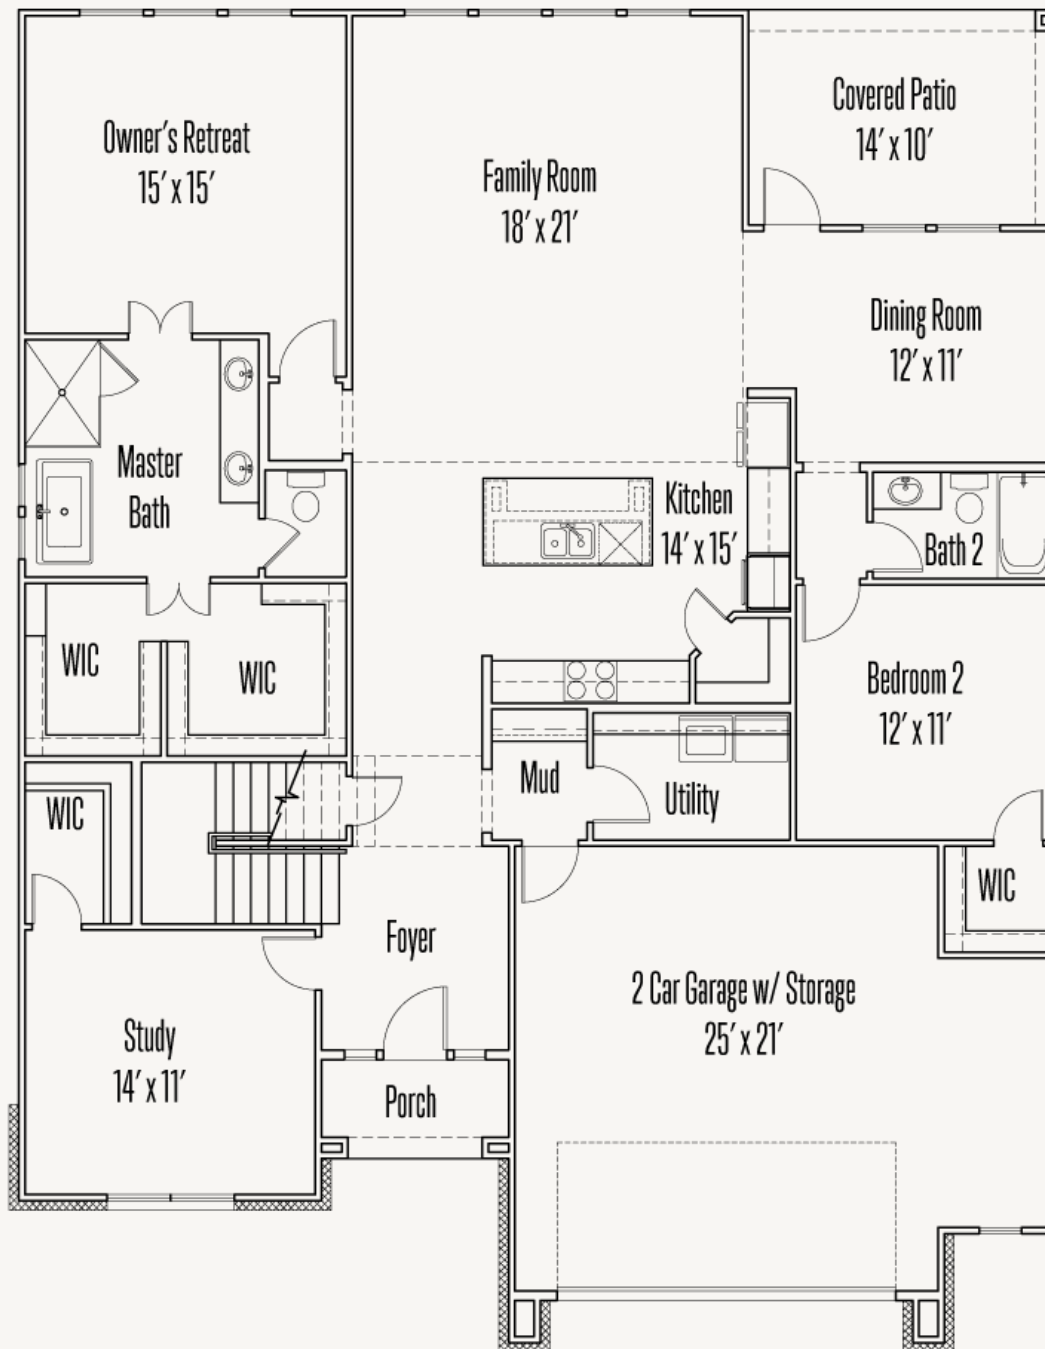 Owner's Retreat
15' x 15'
Family Room
18' x 21'
Covered Patio
14' x 10'
Dining Room
12' x 11'
Master
Bath
Kitchen
14' x 15'
Bath 2
WIC
WIC
Bedroom 2
12' x 11'
Mud
Utility
WIC
WIC
Foyer
2 Car Garage w/ Storage
25' x 21'
Study
14' x 11'
Porch